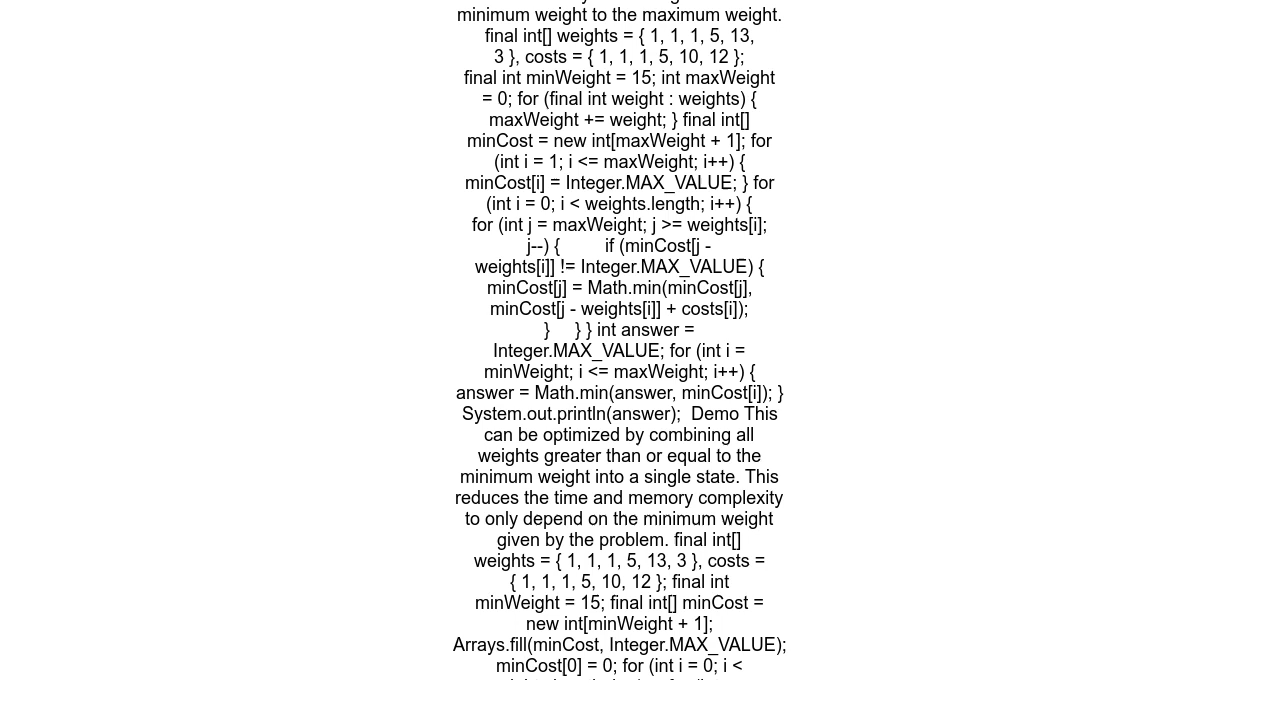 minimum weight to the maximum weight.
final int[] weights = { 1, 1, 1, 5, 13,
3 }, costs = { 1, 1, 1, 5, 10, 12 };
final int minWeight = 15; int maxWeight
= 0; for (final int weight : weights) {
maxWeight += weight; } final int[]
minCost = new int[maxWeight + 1]; for
(int i = 1; i <= maxWeight; i++) {
minCost[i] = Integer.MAX_VALUE; } for
(int i = 0; i < weights.length; i++) {
for (int j = maxWeight; j >= weights[i];
j--) {         if (minCost[j -
weights[i]] != Integer.MAX_VALUE) {
minCost[j] = Math.min(minCost[j],
minCost[j - weights[i]] + costs[i]);
}     } } int answer =
Integer.MAX_VALUE; for (int i =
minWeight; i <= maxWeight; i++) {
answer = Math.min(answer, minCost[i]); }
System.out.println(answer);  Demo This
can be optimized by combining all
weights greater than or equal to the
minimum weight into a single state. This
reduces the time and memory complexity
to only depend on the minimum weight
given by the problem. final int[]
weights = { 1, 1, 1, 5, 13, 3 }, costs =
{ 1, 1, 1, 5, 10, 12 }; final int
minWeight = 15; final int[] minCost =
new int[minWeight + 1];
Arrays.fill(minCost, Integer.MAX_VALUE);
minCost[0] = 0; for (int i = 0; i <